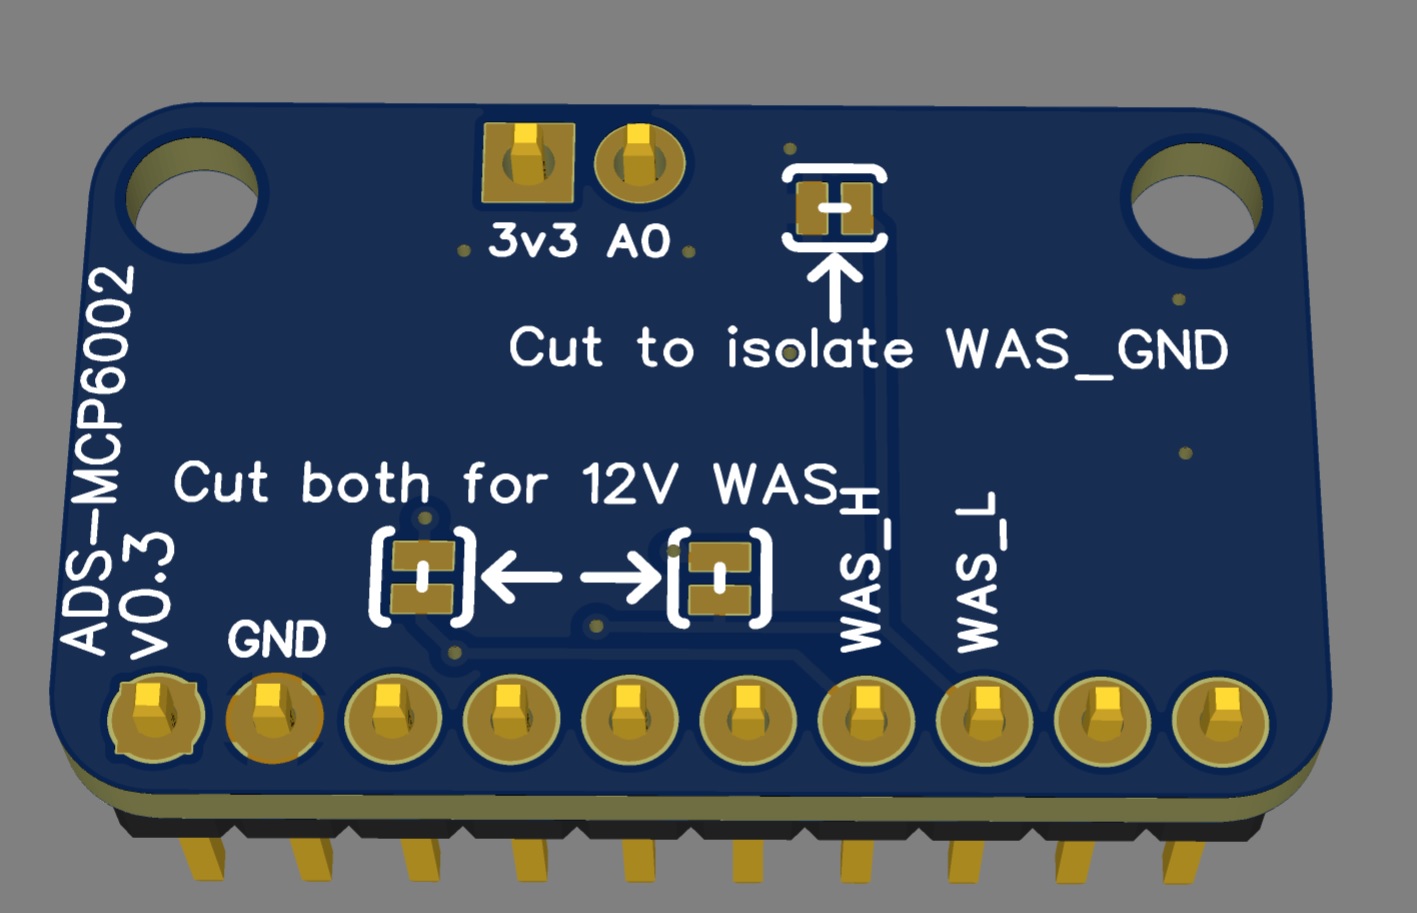 3v3 A0
Cut to isolate WAS_GND
Cut both for 12V WAS
ADS-MCP6002
v0.3
GND
WAS_H
WAS_L